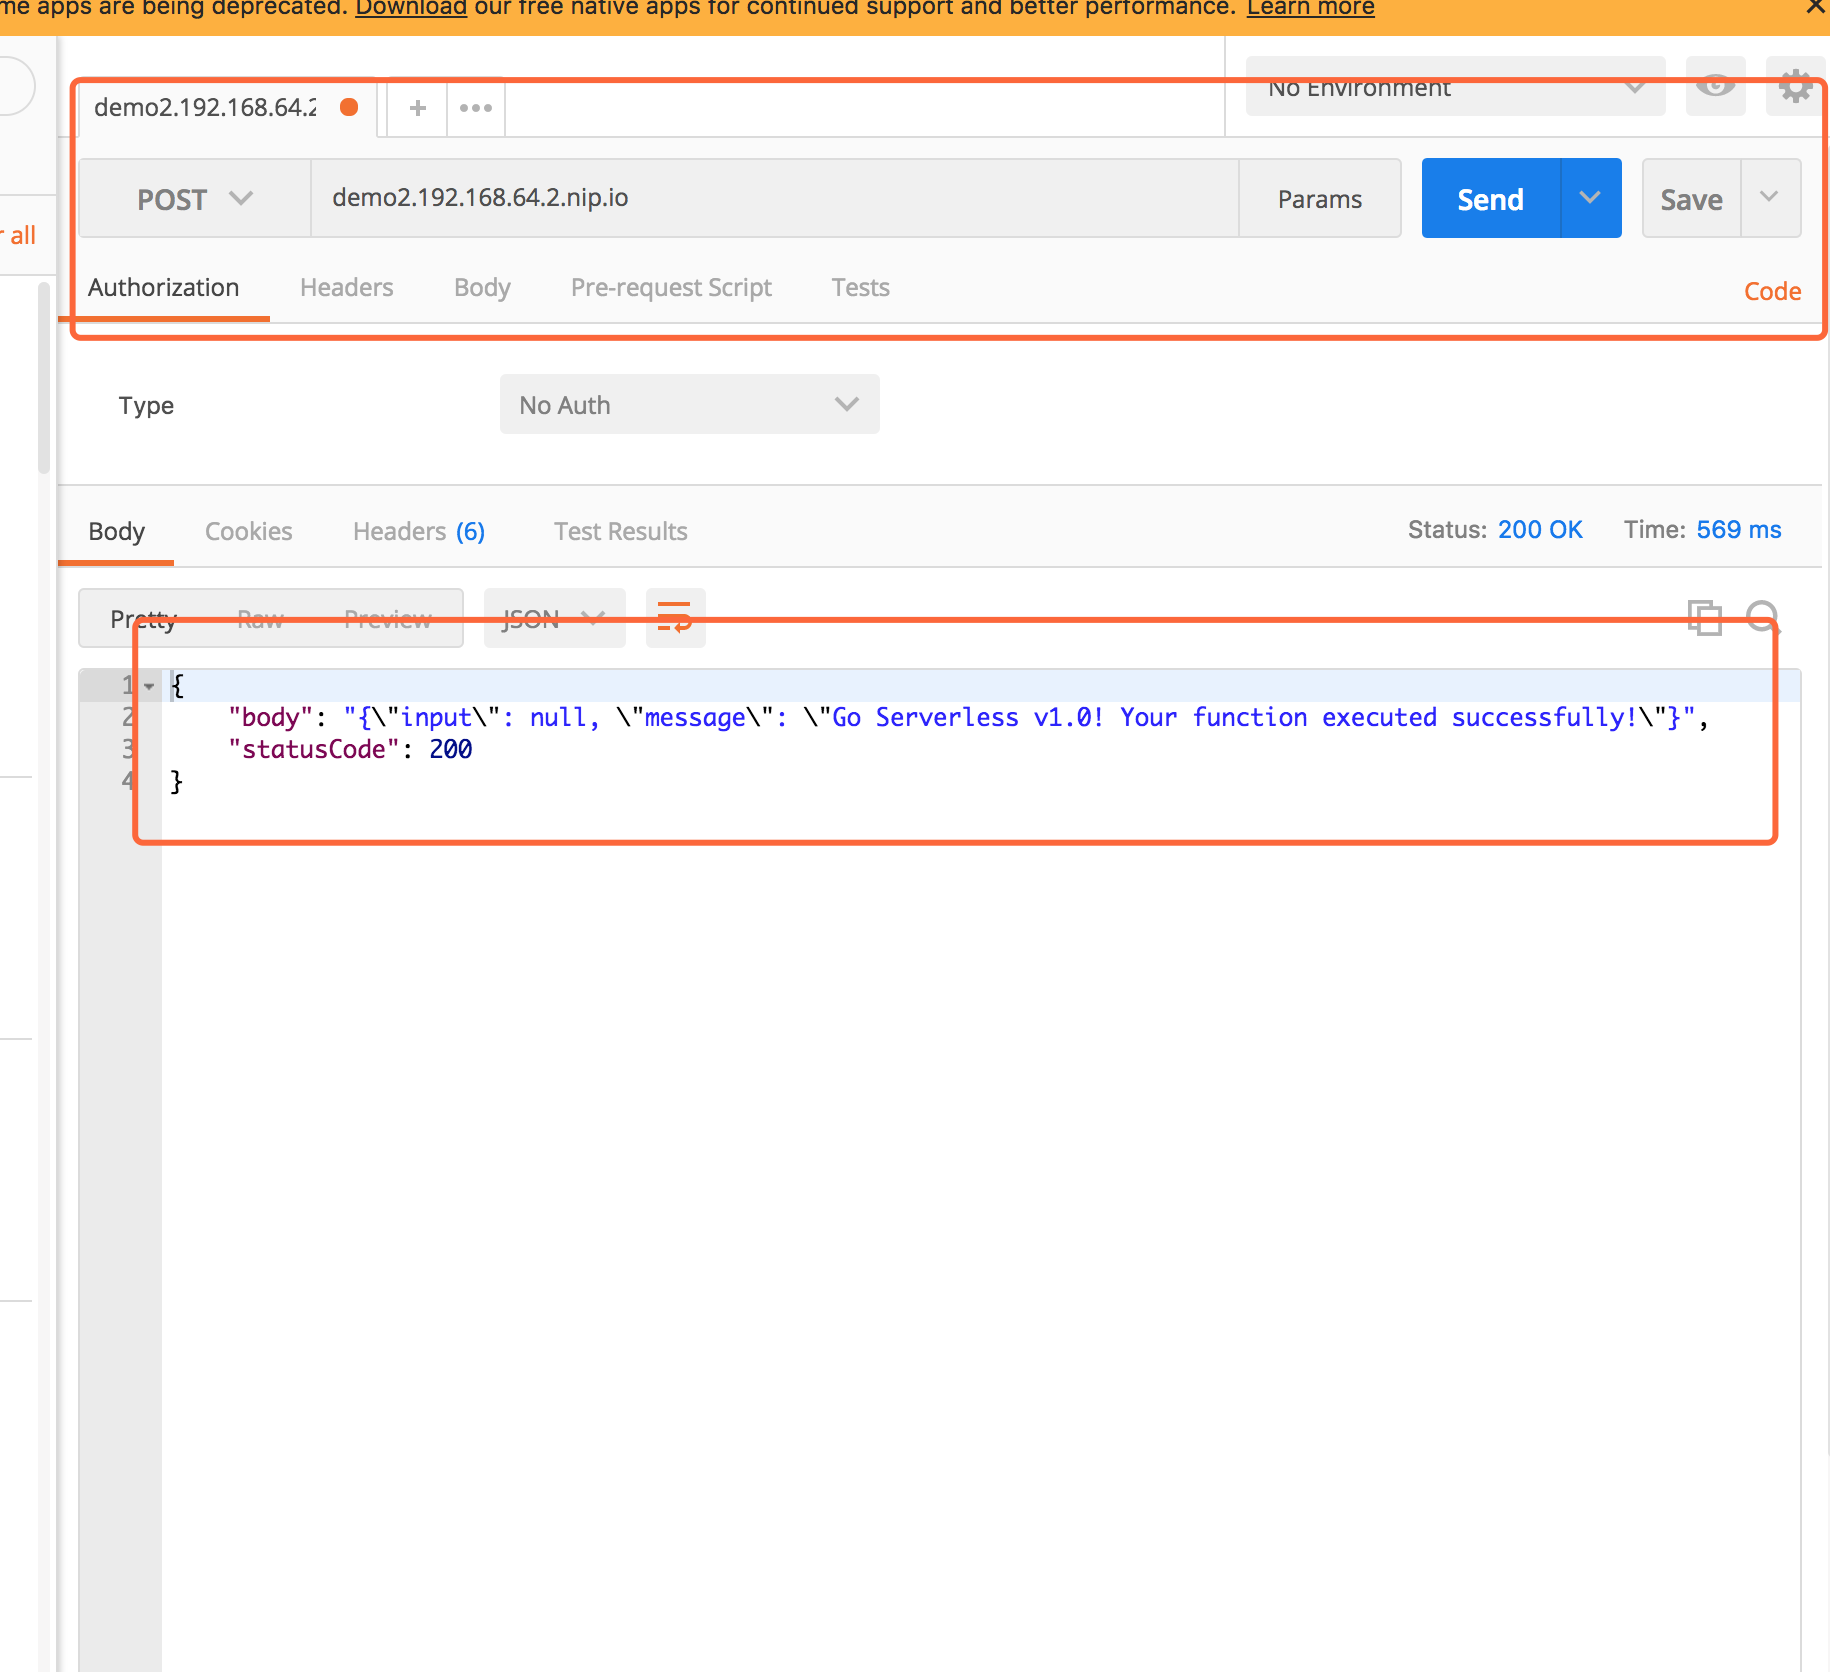 me apps are being deprecated. Download our free native apps for continued support and better performance. Learn more
demo2.192.168.64.2
No Environment
POST
demo2.192.168.64.2.nip.io
Params
Send
Save
r all
Authorization
Headers
Body
Pre-request Script
Tests
Code
Type
No Auth
Body
Cookies
Headers (6)
Test Results
Status: 200 OK
Time: 569 ms
Pretty
Raw
Preview
JSON
1 {
2 "body": "{\"input\": null, \"message\": \"Go Serverless v1.0! Your function executed successfully!\"}",
3 "statusCode": 200
4 }